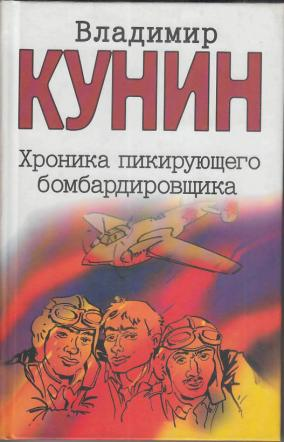 Владимир
КУНИН
Хроника пикирующего
бомбардировщика